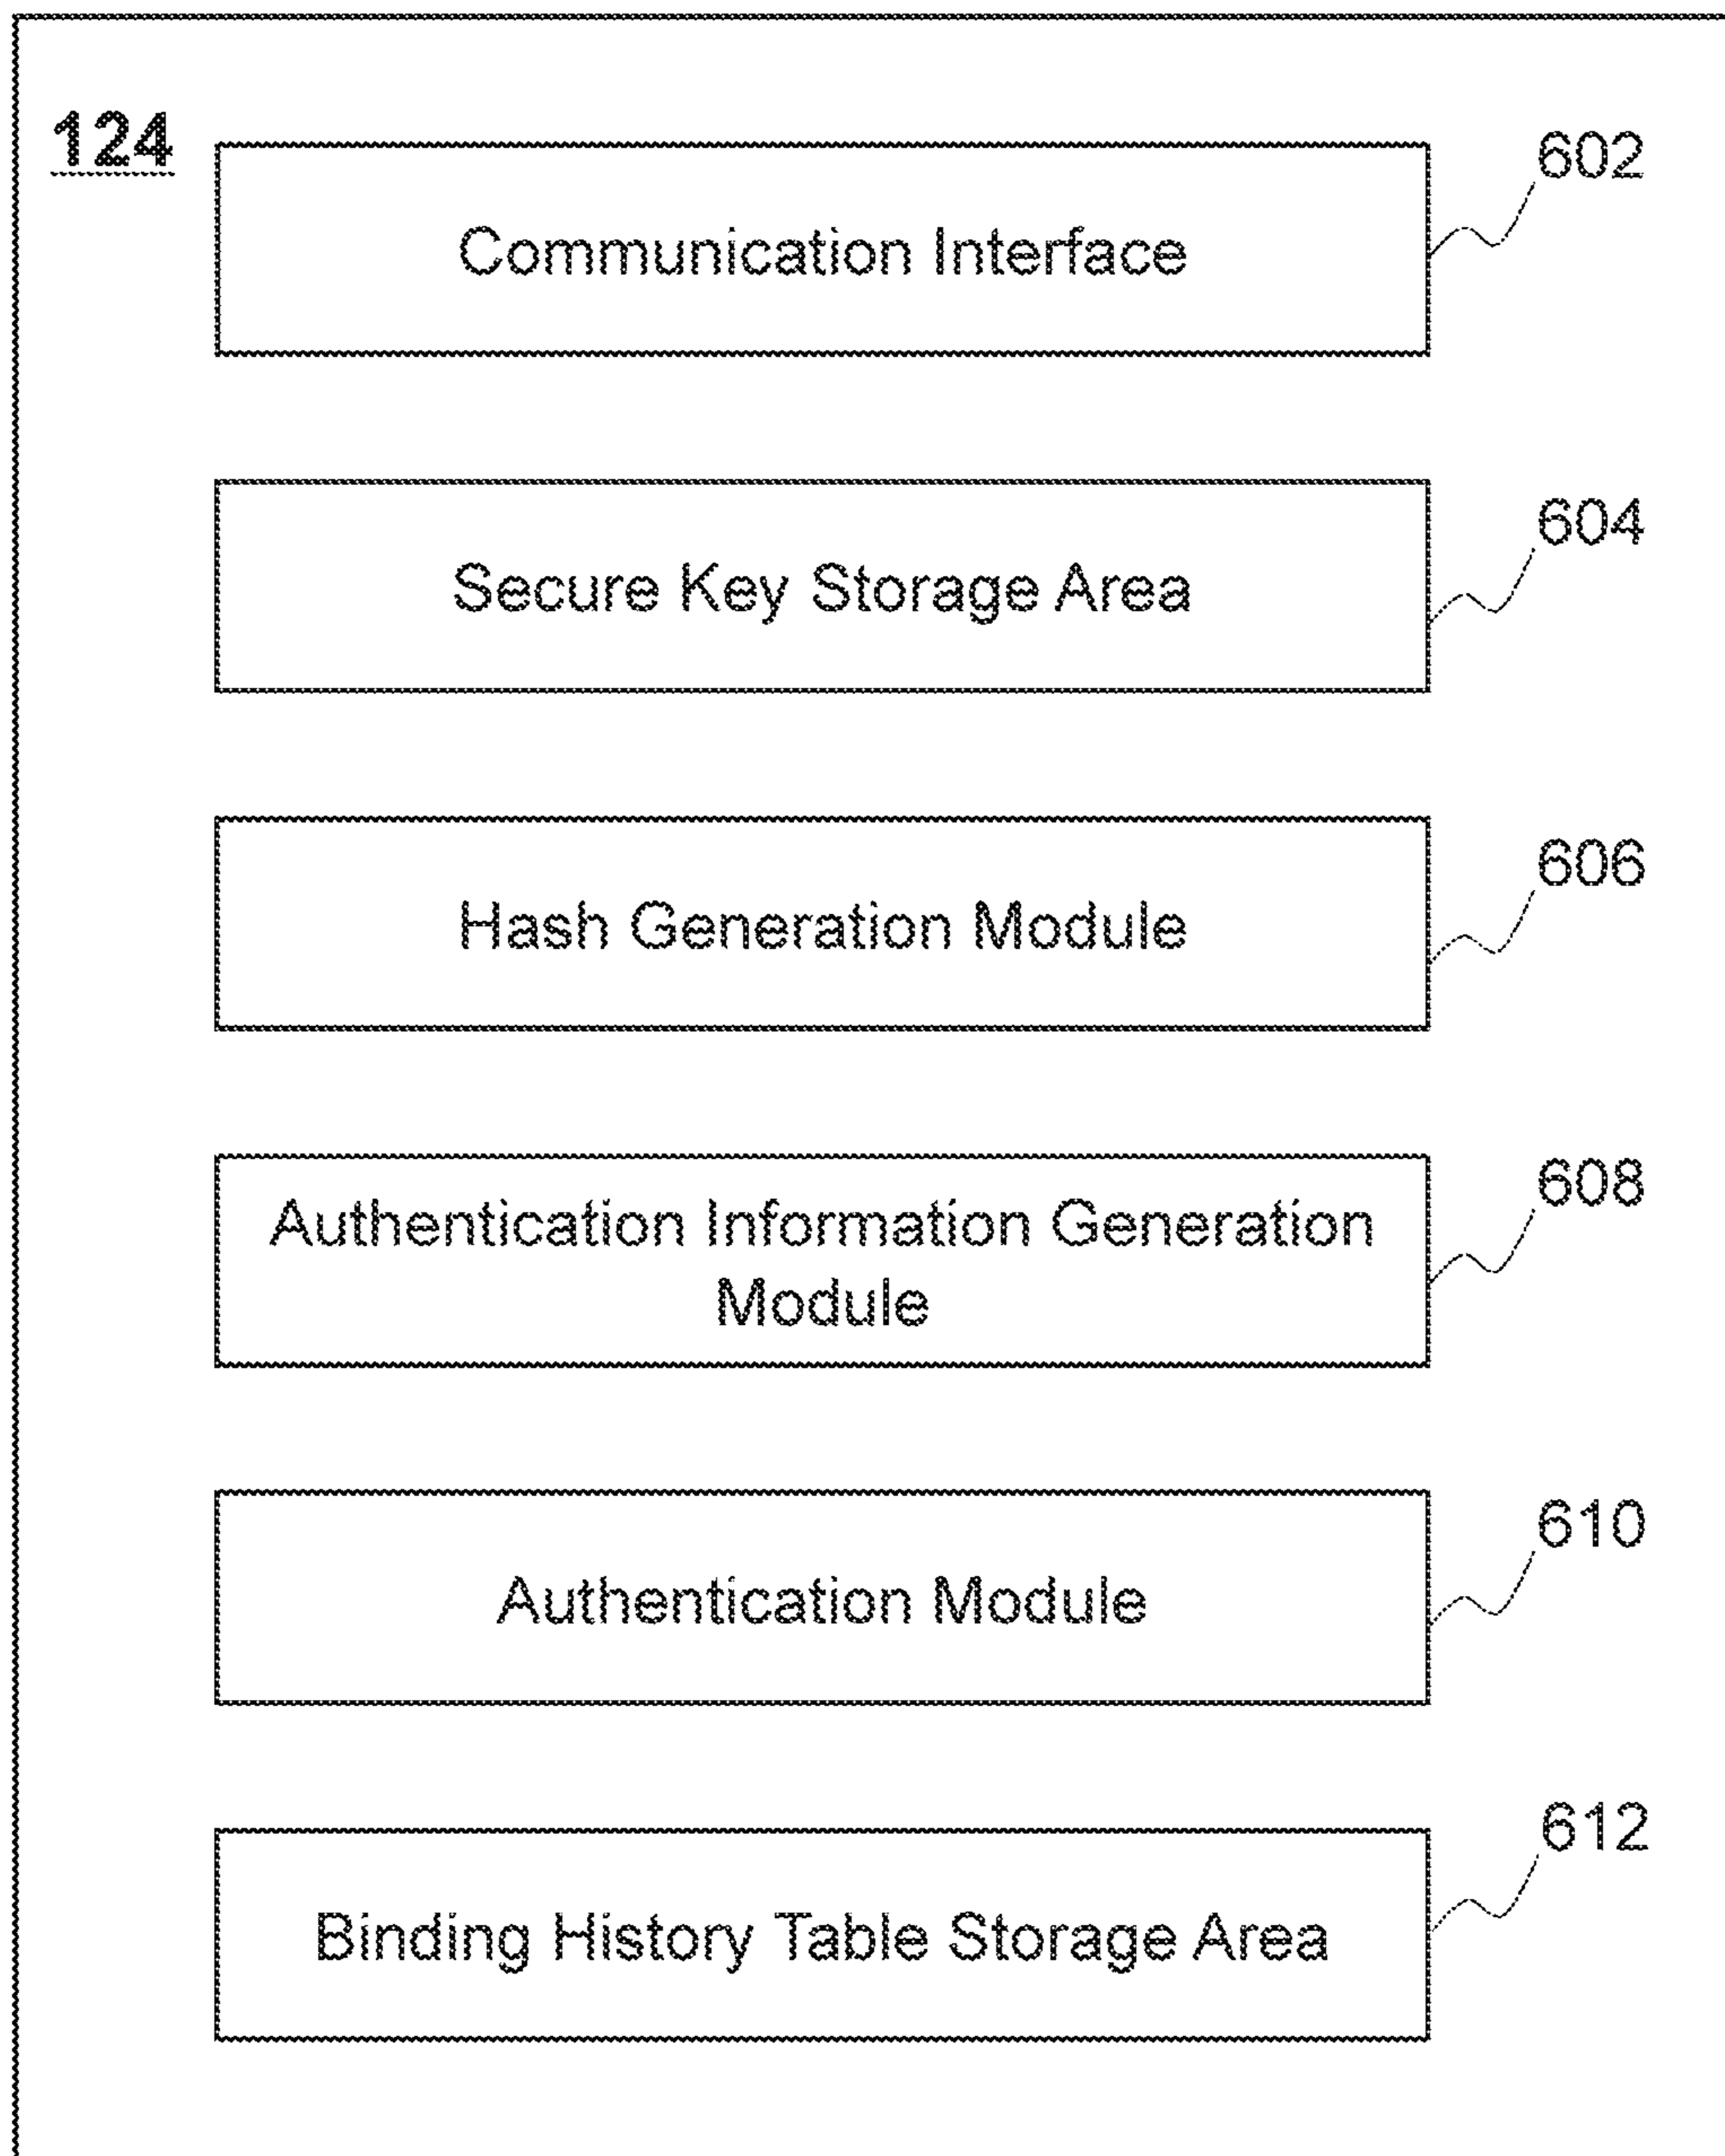 124
602
Communication Interface
604
Secure Key Storage Area
606
Hash Generation Module
608
Authentication Information Generation
Module
610
Authentication Module
612
Binding History Table Storage Area